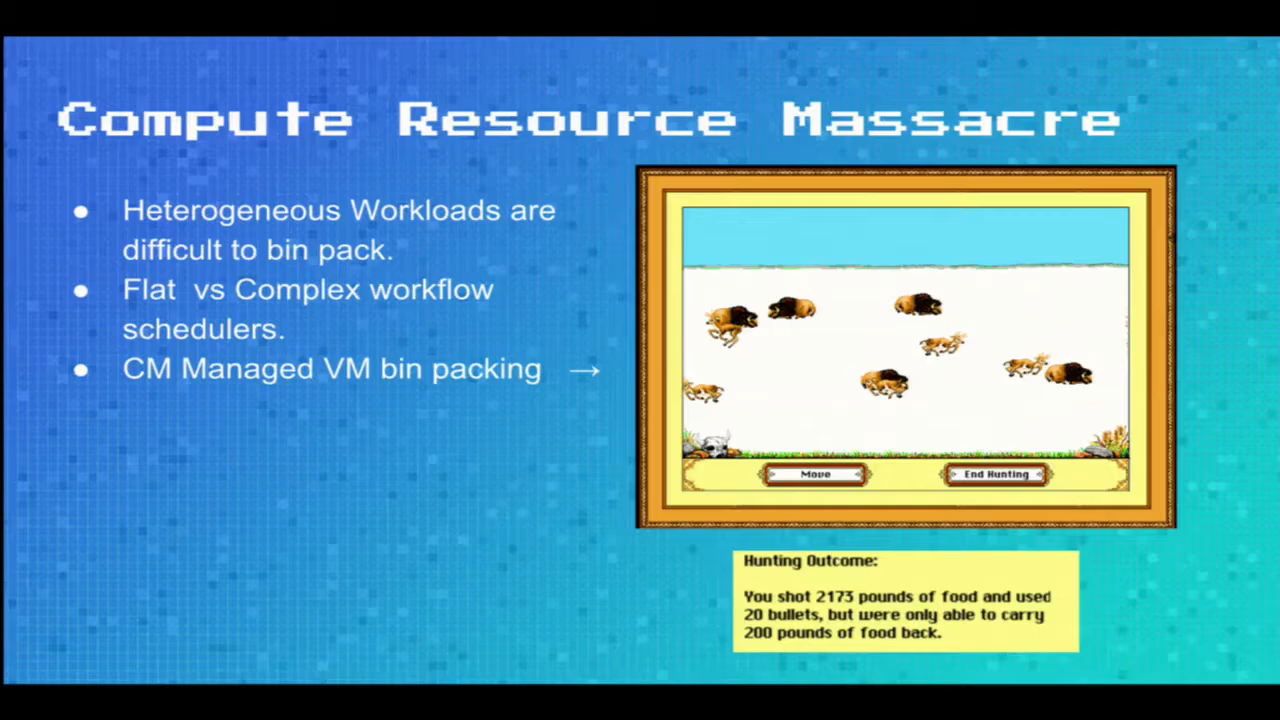 Compute Resource Massacre
● Heterogeneous Workloads are
difficult to bin pack.
● Flat vs Complex workflow
schedulers.
● CM Managed VM bin packing →
Move
End Hunting
Hunting Outcome:
You shot 2173 pounds of food and used
20 bullets, but were only able to carry
200 pounds of food back.